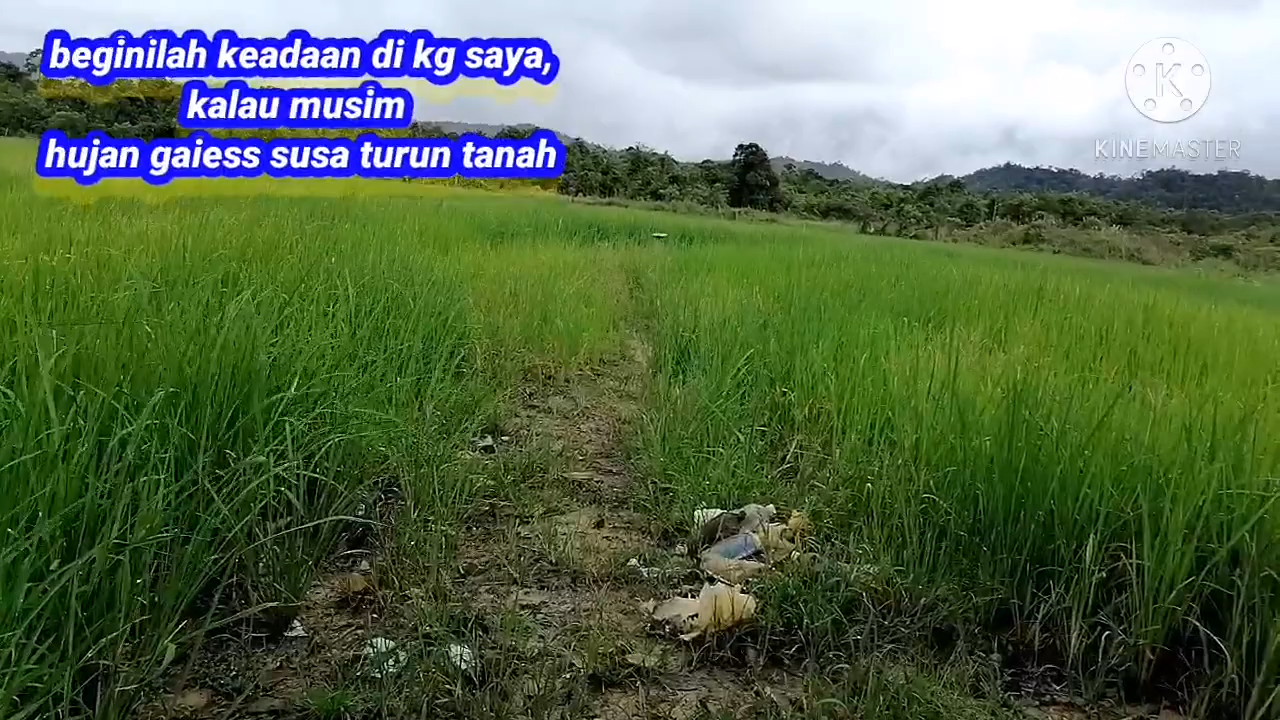 beginilah keadaan di kg saya,
kalau musim
hujan gaiess susa turun tanah
K
KINEMASTER